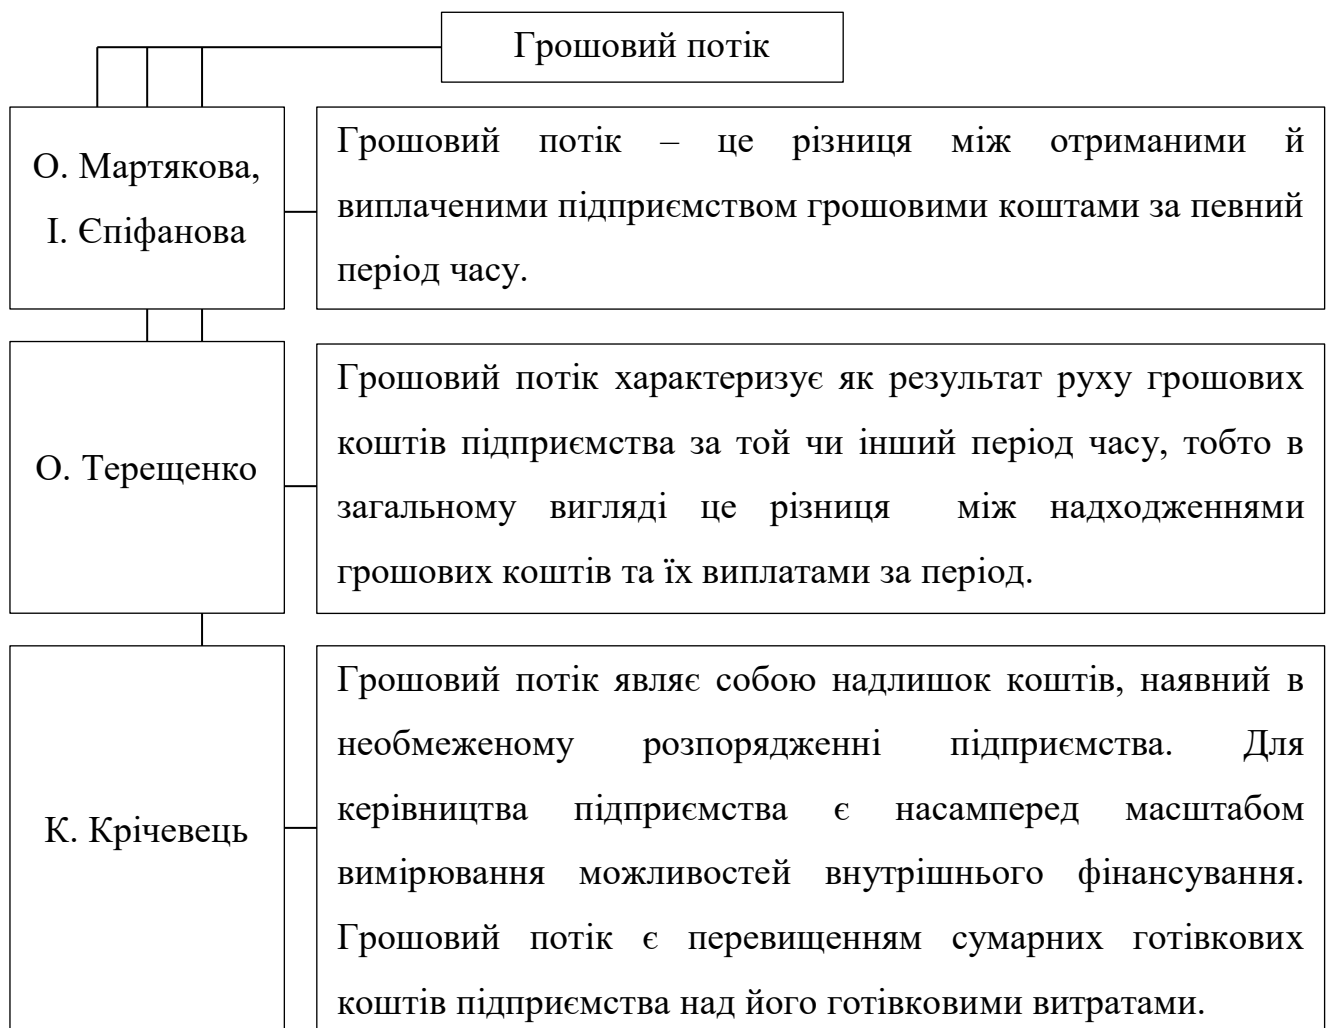 Грошовий потік
О. Мартякова,
І. Єпіфанова
Грошовий потік – це різниця між отриманими й
виплаченими підприємством грошовими коштами за певний
період часу.
О. Терещенко
Грошовий потік характеризує як результат руху грошових
коштів підприємства за той чи інший період часу, тобто в
загальному вигляді це різниця між надходженнями
грошових коштів та їх виплатами за період.
К. Крічевець
Грошовий потік являє собою надлишок коштів, наявний в
необмеженому розпорядженні підприємства. Для
керівництва підприємства є насамперед масштабом
вимірювання можливостей внутрішнього фінансування.
Грошовий потік є перевищенням сумарних готівкових
коштів підприємства над його готівковими витратами.